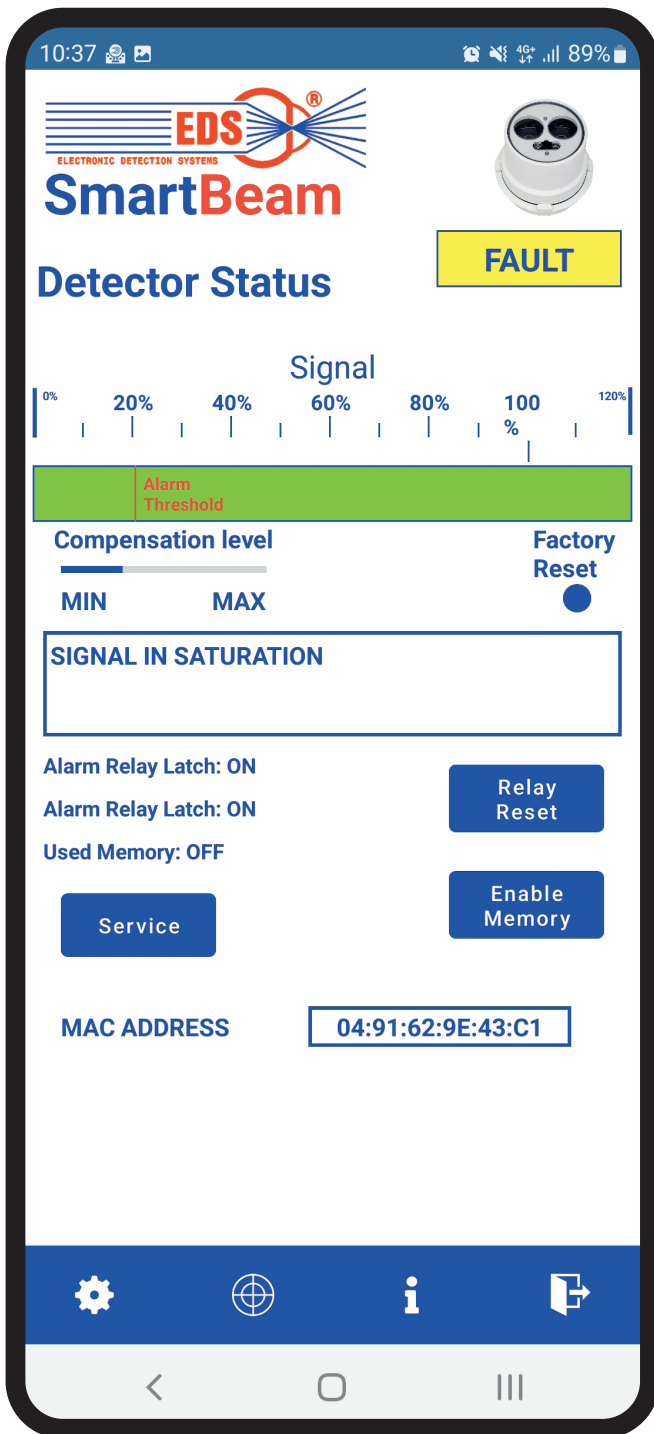 10:37
4G+ 89%
EDS ®
ELECTRONIC DETECTION SYSTEMS
SmartBeam
FAULT
Detector Status
Signal
0% 20% 40% 60% 80% 100 % 120%
Alarm
Threshold
Compensation level
Factory
Reset
MIN MAX
SIGNAL IN SATURATION
Alarm Relay Latch: ON
Relay
Reset
Alarm Relay Latch: ON
Used Memory: OFF
Enable
Memory
Service
MAC ADDRESS 04:91:62:9E:43:C1